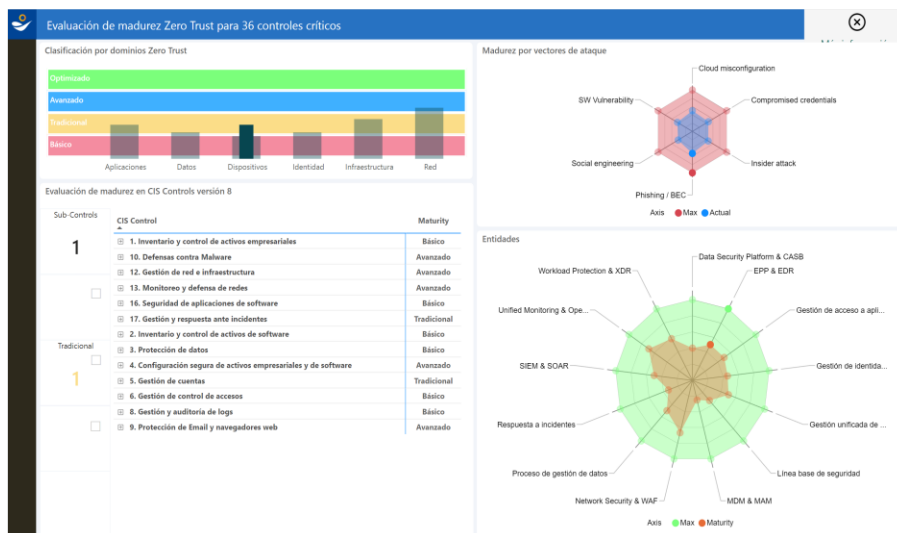 Evaluación de madurez Zero Trust para 36 controles críticos
Clasificación por dominios Zero Trust
Optimizado
Avanzado
Tradicional
Básico
Aplicaciones
Datos
Dispositivos
Identidad
Infraestructura
Red
Madurez por vectores de ataque
Cloud misconfiguration
SW Vulnerability
Compromised credentials
Social engineering
Insider attack
Phishing / BEC
Axis Max Actual
Evaluación de madurez en CIS Controls versión 8
Sub-Controls
1
Tradicional
1
CIS Control Maturity
1. Inventario y control de activos empresariales Básico
10. Defensas contra Malware Avanzado
12. Gestión de red e infraestructura Avanzado
13. Monitoreo y defensa de redes Avanzado
16. Seguridad de aplicaciones de software Básico
17. Gestión y respuesta ante incidentes Tradicional
2. Inventario y control de activos de software Básico
3. Protección de datos Básico
4. Configuración segura de activos empresariales y de software Avanzado
5. Gestión de cuentas Tradicional
6. Gestión de control de accesos Básico
8. Gestión y auditoría de logs Básico
9. Protección de Email y navegadores web Avanzado
Entidades
Data Security Platform & CASB
Workload Protection & XDR
EPP & EDR
Unified Monitoring & Ope...
Gestión de acceso a apli...
SIEM & SOAR
Gestión de identida...
Respuesta a incidentes
Gestión unificada de ...
Proceso de gestión de datos
Línea base de seguridad
Network Security & WAF
MDM & MAM
Axis Max Maturity